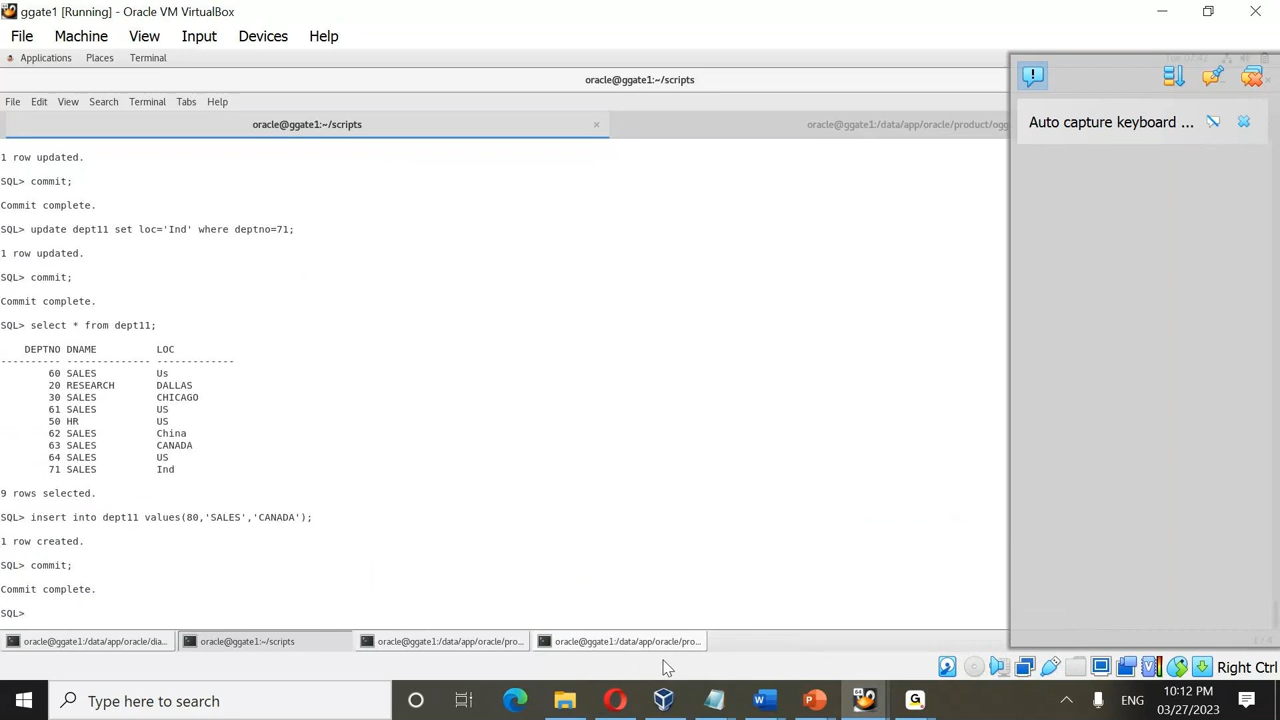 ggate1 [Running] - Oracle VM VirtualBox
File Machine View Input Devices Help
Applications Places Terminal
oracle@ggate1:~/scripts
File Edit View Search Terminal Tabs Help
oracle@ggate1:~/scripts × oracle@ggate1:/data/app/oracle/product/ogg
Auto capture keyboard ...
1 row updated.
SQL> commit;
Commit complete.
SQL> update dept11 set loc='Ind' where deptno=71;
1 row updated.
SQL> commit;
Commit complete.
SQL> select * from dept11;
DEPTNO DNAME LOC
---------- -------------- -------------
60 SALES Us
20 RESEARCH DALLAS
30 SALES CHICAGO
61 SALES US
50 HR US
62 SALES China
63 SALES CANADA
64 SALES US
71 SALES Ind
9 rows selected.
SQL> insert into dept11 values(80,'SALES','CANADA');
1 row created.
SQL> commit;
Commit complete.
SQL>
oracle@ggate1:/data/app/oracle/dia... oracle@ggate1:~/scripts oracle@ggate1:/data/app/oracle/pro... oracle@ggate1:/data/app/oracle/pro...
Right Ctrl
Type here to search
ENG
10:12 PM
03/27/2023